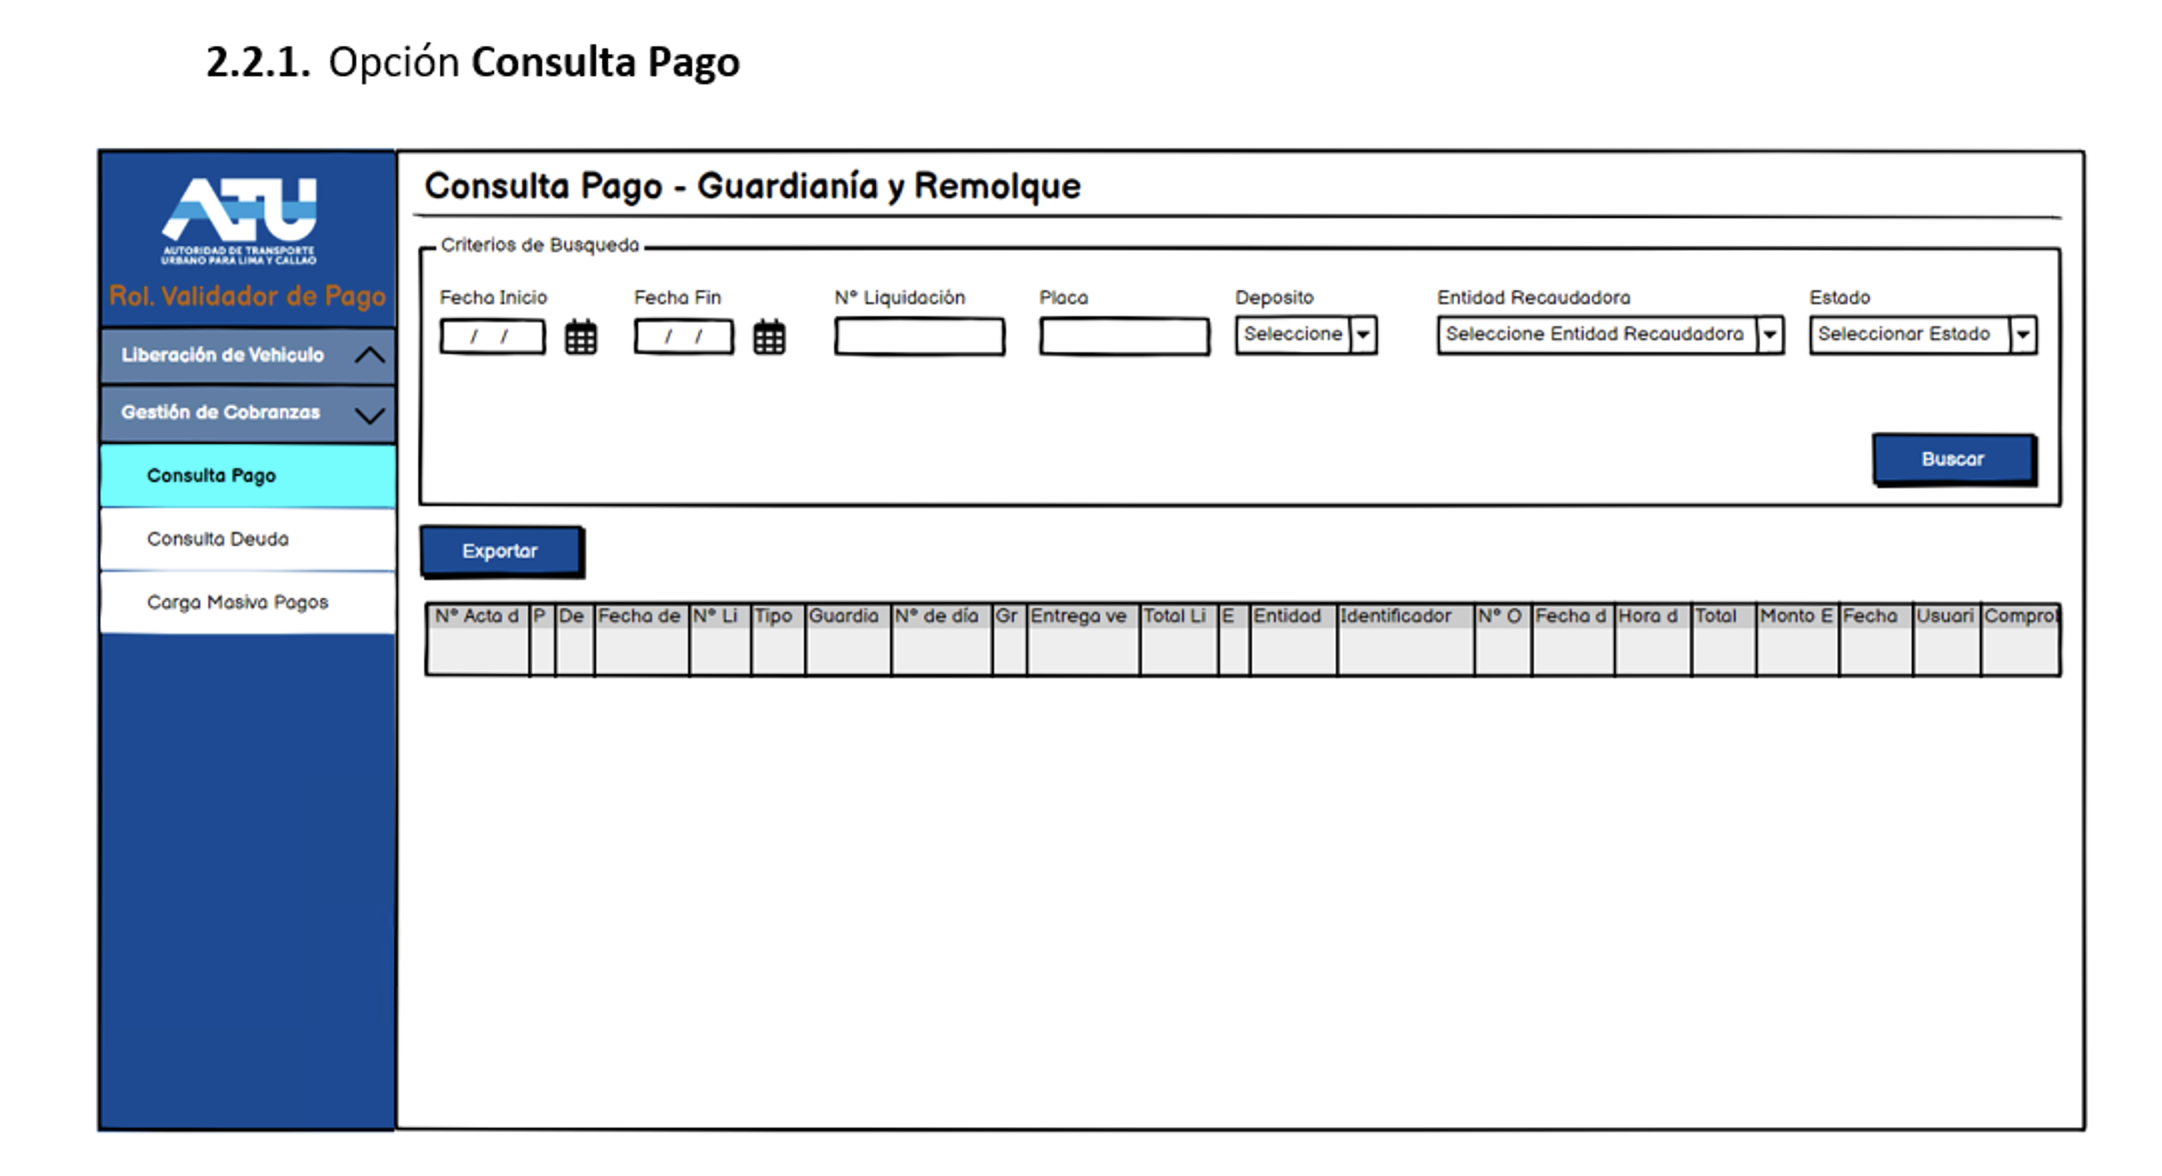 2.2.1. Opción Consulta Pago
ATU
AUTORIDAD DE TRANSPORTE
URBANO PARA LIMA Y CALLAO
Rol. Validador de Pago
Liberación de Vehiculo
Gestión de Cobranzas
Consulta Pago
Consulta Deuda
Carga Masiva Pagos
Consulta Pago - Guardianía y Remolque
Criterios de Busqueda
Fecha Inicio Fecha Fin N° Liquidación Placa Deposito Entidad Recaudadora Estado
/ / / / Seleccione Seleccione Entidad Recaudadora Seleccionar Estado
Buscar
Exportar
N° Acta d P De Fecha de N° Li Tipo Guardia N° de día Gr Entrega ve Total Li E Entidad Identificador N° O Fecha d Hora d Total Monto E Fecha Usuari Compro